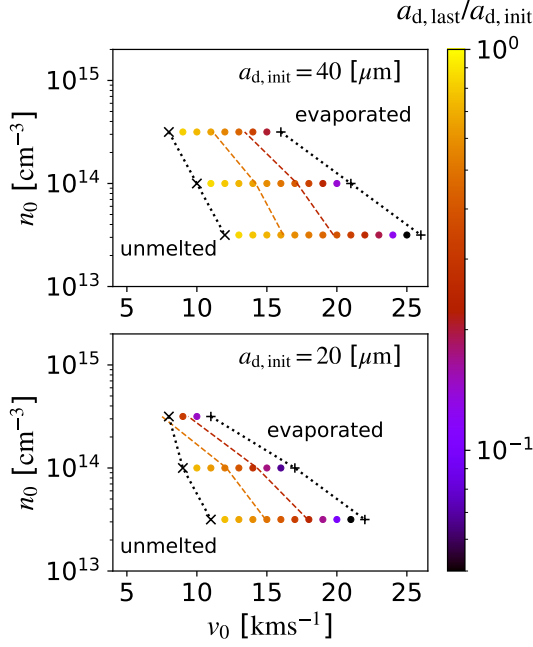 a_d,last/a_d,init
a_d,init = 40 [μm]
evaporated
unmelted
n_0 [cm^−3]
10^15
10^14
10^13
5 10 15 20 25
a_d,init = 20 [μm]
evaporated
unmelted
n_0 [cm^−3]
10^15
10^14
10^13
5 10 15 20 25
v_0 [kms^−1]
10^0
10^−1